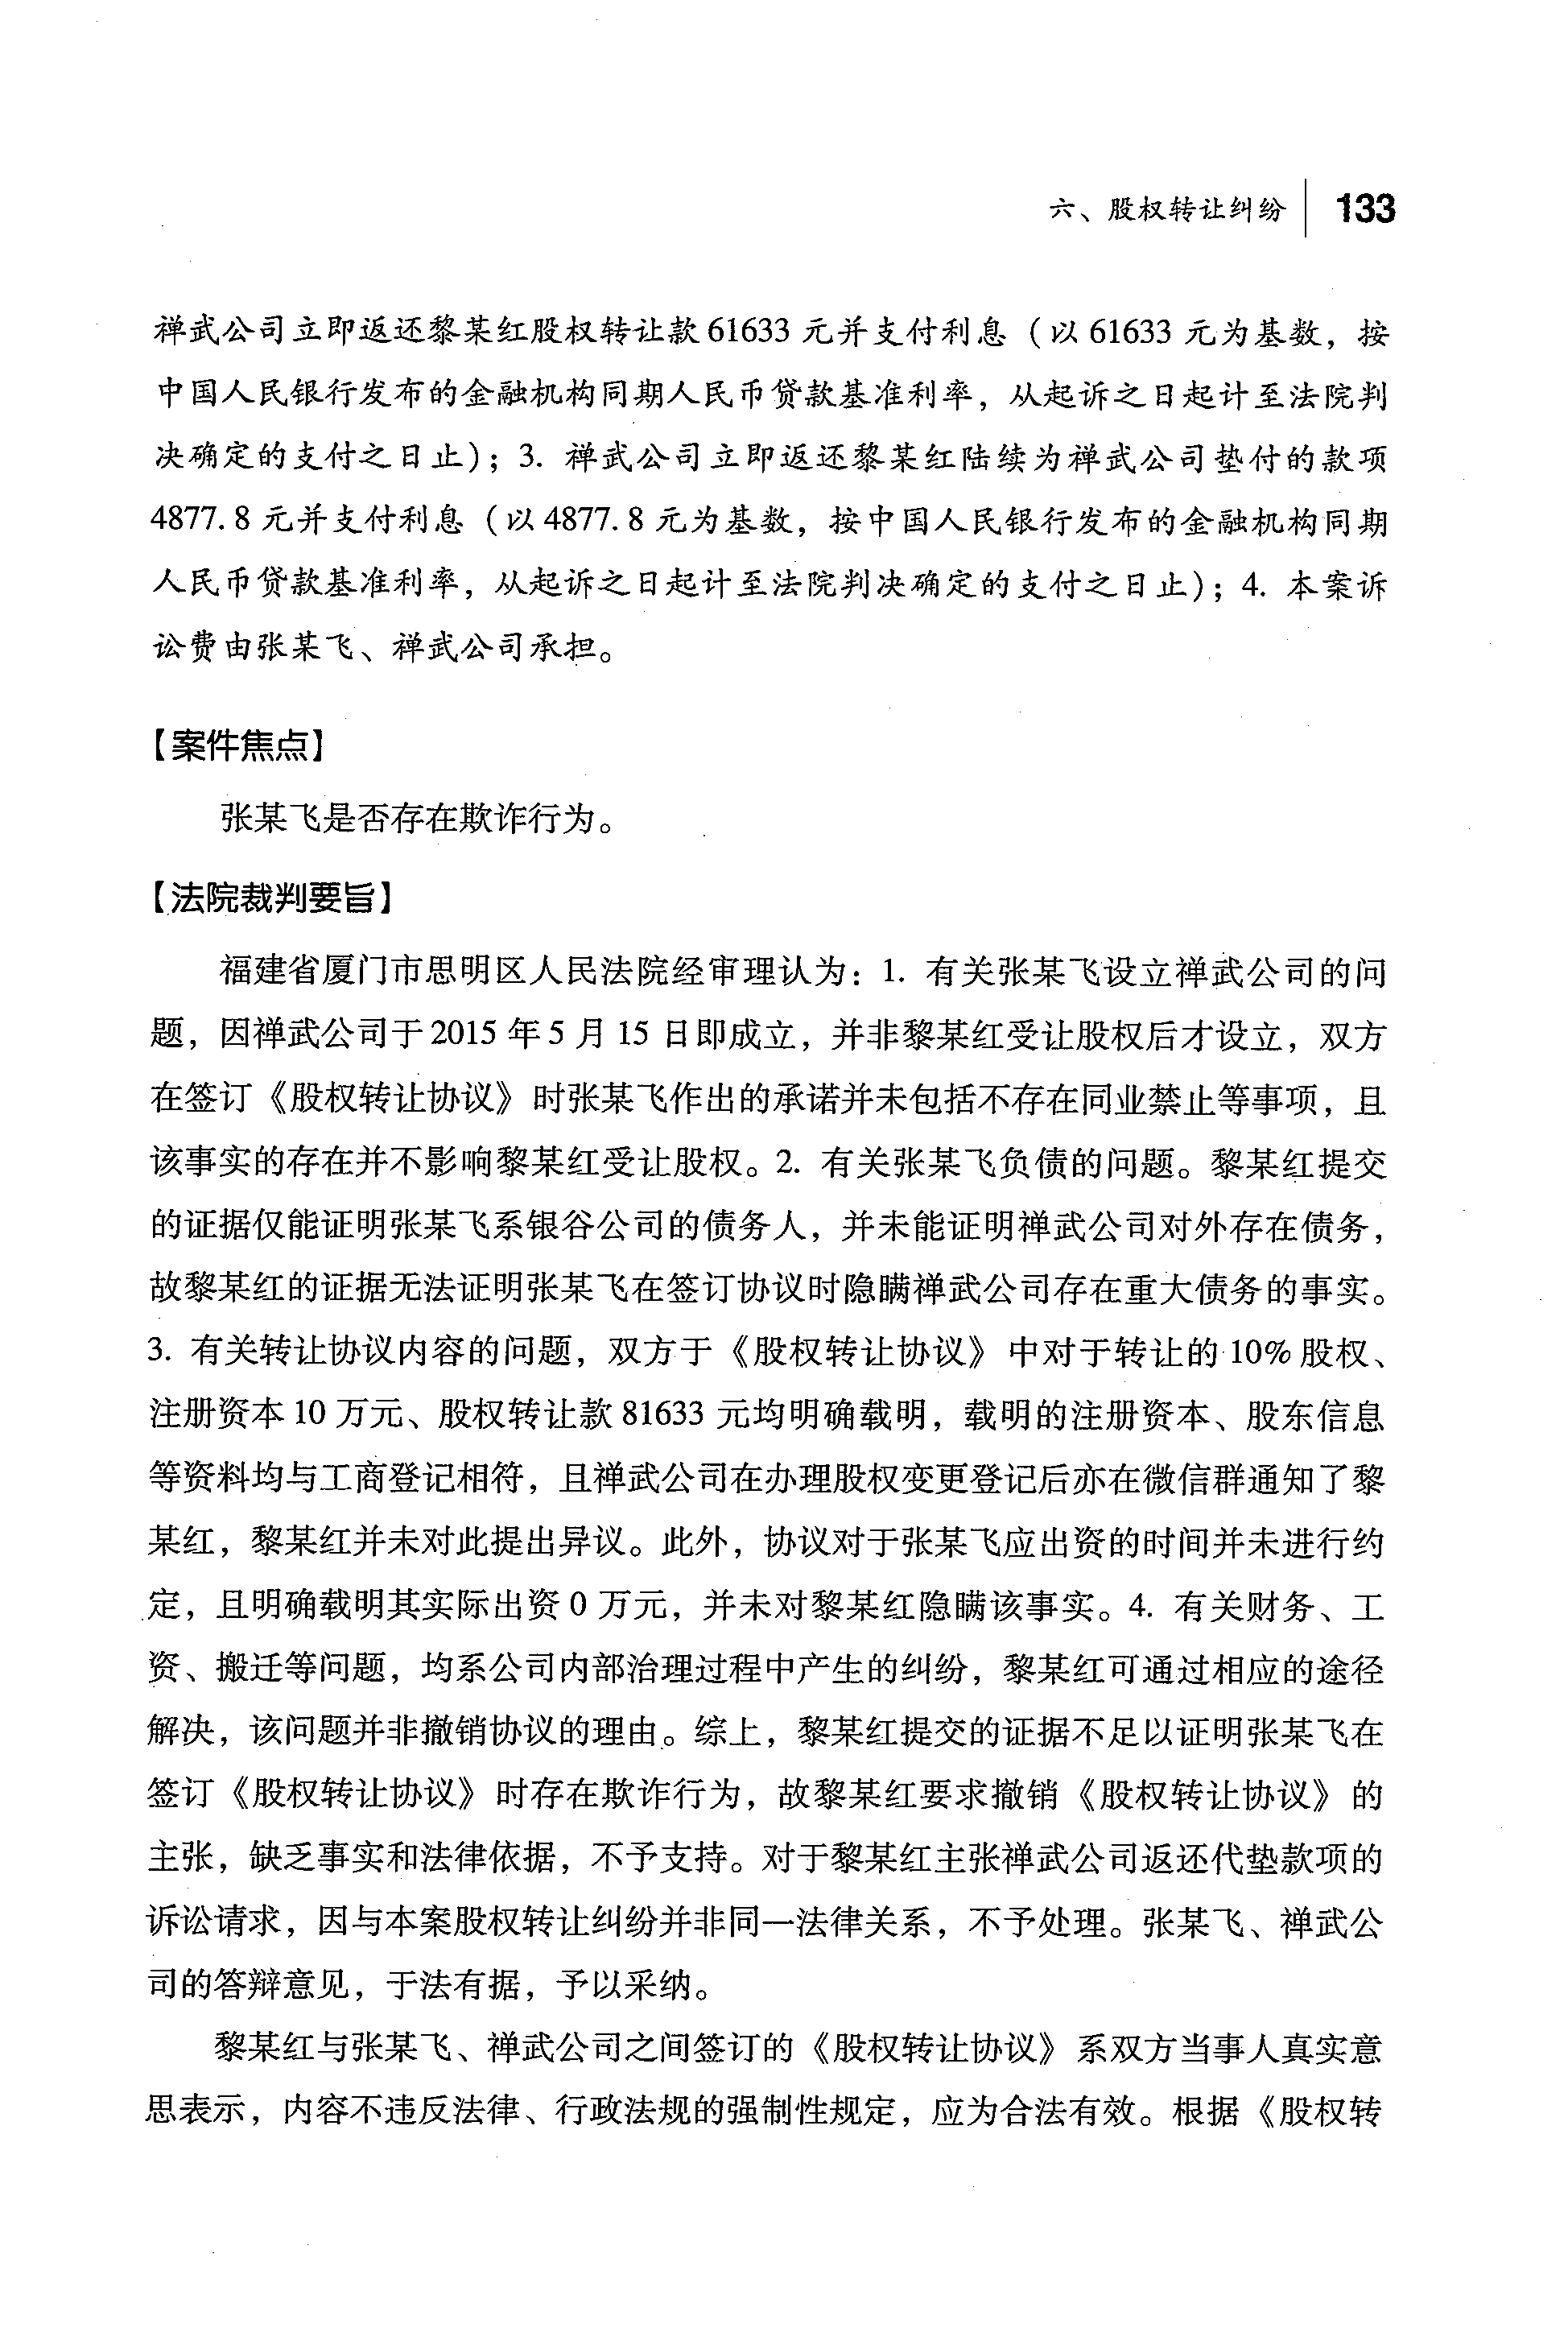 六、股权转让纠纷 133
禅武公司立即返还黎某红股权转让款 61633 元并支付利息（以 61633 元为基数，按
中国人民银行发布的金融机构同期人民币贷款基准利率，从起诉之日起计至法院判
决确定的支付之日止）；3. 禅武公司立即返还黎某红陆续为禅武公司垫付的款项
4877.8 元并支付利息（以 4877.8 元为基数，按中国人民银行发布的金融机构同期
人民币贷款基准利率，从起诉之日起计至法院判决确定的支付之日止）；4. 本案诉
讼费由张某飞、禅武公司承担。
【案件焦点】
张某飞是否存在欺诈行为。
【法院裁判要旨】
福建省厦门市思明区人民法院经审理认为：1. 有关张某飞设立禅武公司的问
题，因禅武公司于 2015 年 5 月 15 日即成立，并非黎某红受让股权后才设立，双方
在签订《股权转让协议》时张某飞作出的承诺并未包括不存在同业禁止等事项，且
该事实的存在并不影响黎某红受让股权。2. 有关张某飞负债的问题。黎某红提交
的证据仅能证明张某飞系银谷公司的债务人，并未能证明禅武公司对外存在债务，
故黎某红的证据无法证明张某飞在签订协议时隐瞒禅武公司存在重大债务的事实。
3. 有关转让协议内容的问题，双方于《股权转让协议》中对于转让的 10% 股权、
注册资本 10 万元、股权转让款 81633 元均明确载明，载明的注册资本、股东信息
等资料均与工商登记相符，且禅武公司在办理股权变更登记后亦在微信群通知了黎
某红，黎某红并未对此提出异议。此外，协议对于张某飞应出资的时间并未进行约
定，且明确载明其实际出资 0 万元，并未对黎某红隐瞒该事实。4. 有关财务、工
资、搬迁等问题，均系公司内部治理过程中产生的纠纷，黎某红可通过相应的途径
解决，该问题并非撤销协议的理由。综上，黎某红提交的证据不足以证明张某飞在
签订《股权转让协议》时存在欺诈行为，故黎某红要求撤销《股权转让协议》的
主张，缺乏事实和法律依据，不予支持。对于黎某红主张禅武公司返还代垫款项的
诉讼请求，因与本案股权转让纠纷并非同一法律关系，不予处理。张某飞、禅武公
司的答辩意见，于法有据，予以采纳。
黎某红与张某飞、禅武公司之间签订的《股权转让协议》系双方当事人真实意
思表示，内容不违反法律、行政法规的强制性规定，应为合法有效。根据《股权转